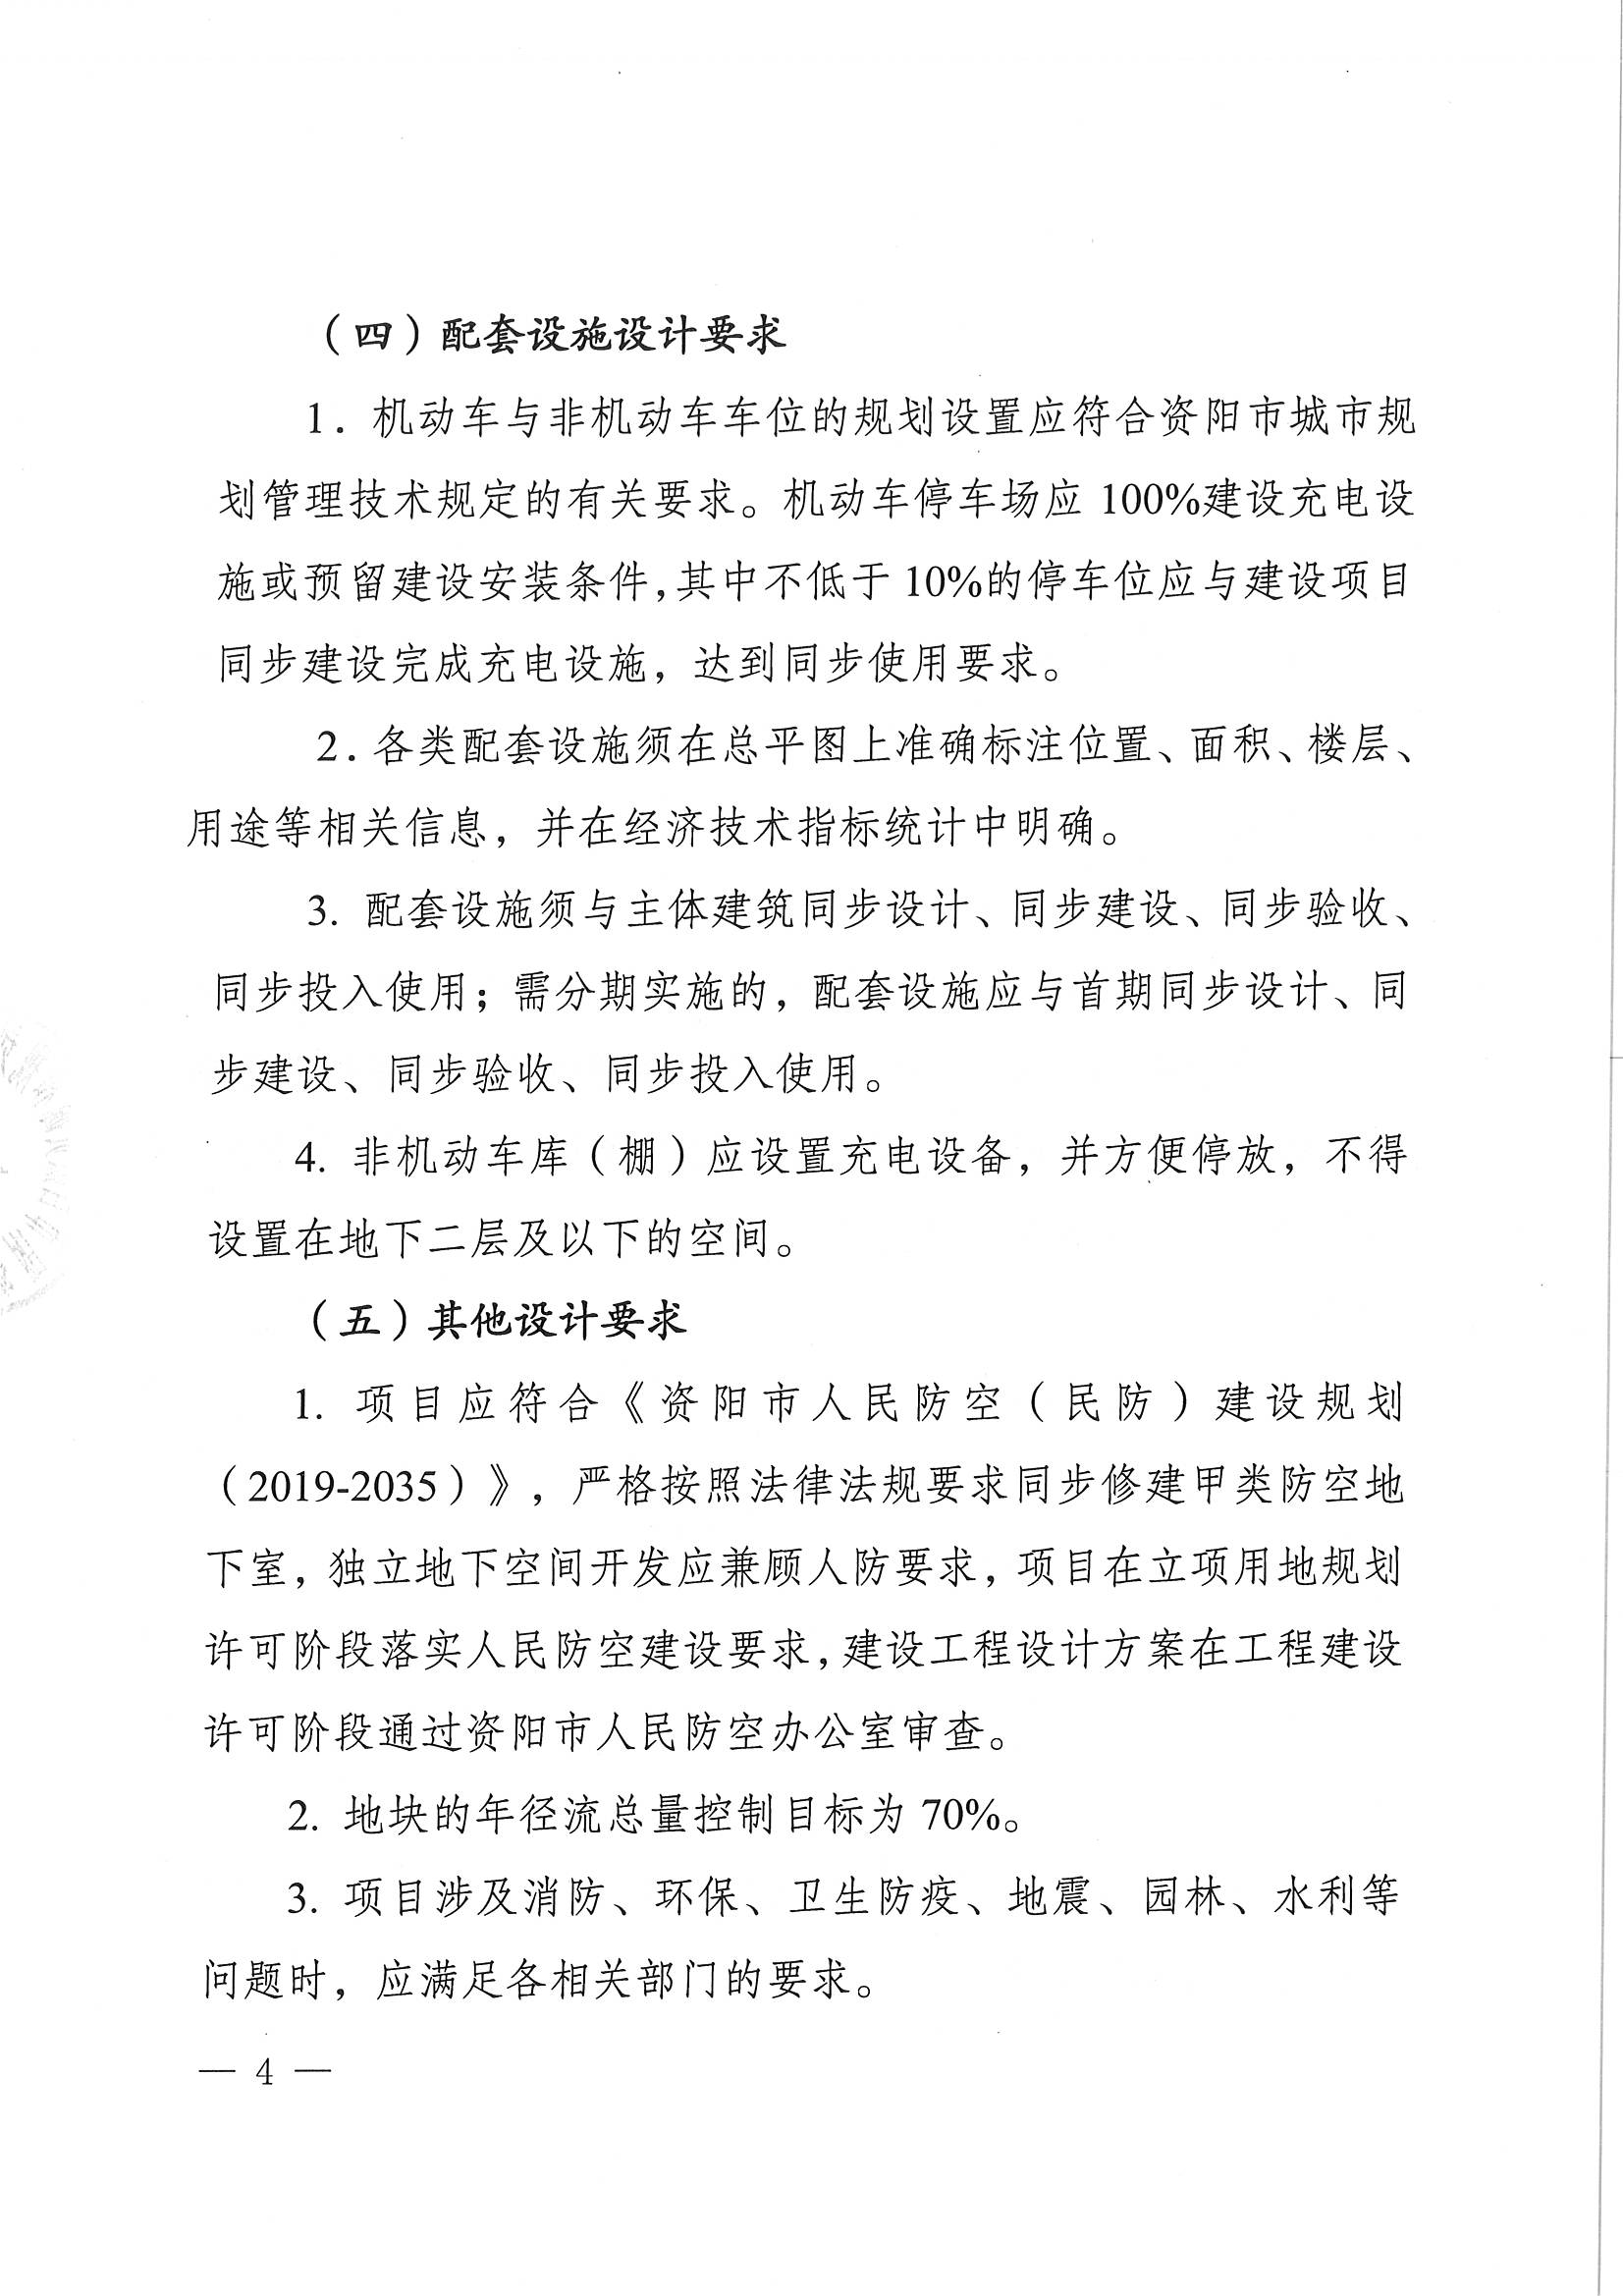 （四）配套设施设计要求
1. 机动车与非机动车车位的规划设置应符合资阳市城市规
划管理技术规定的有关要求。机动车停车场应 100%建设充电设
施或预留建设安装条件，其中不低于 10%的停车位应与建设项目
同步建设完成充电设施，达到同步使用要求。
2. 各类配套设施须在总平图上准确标注位置、面积、楼层、
用途等相关信息，并在经济技术指标统计中明确。
3. 配套设施须与主体建筑同步设计、同步建设、同步验收、
同步投入使用；需分期实施的，配套设施应与首期同步设计、同
步建设、同步验收、同步投入使用。
4. 非机动车库（棚）应设置充电设备，并方便停放，不得
设置在地下二层及以下的空间。
（五）其他设计要求
1. 项目应符合《资阳市人民防空（民防）建设规划
（2019-2035）》，严格按照法律法规要求同步修建甲类防空地
下室，独立地下空间开发应兼顾人防要求，项目在立项用地规划
许可阶段落实人民防空建设要求，建设工程设计方案在工程建设
许可阶段通过资阳市人民防空办公室审查。
2. 地块的年径流总量控制目标为 70%。
3. 项目涉及消防、环保、卫生防疫、地震、园林、水利等
问题时，应满足各相关部门的要求。
— 4 —